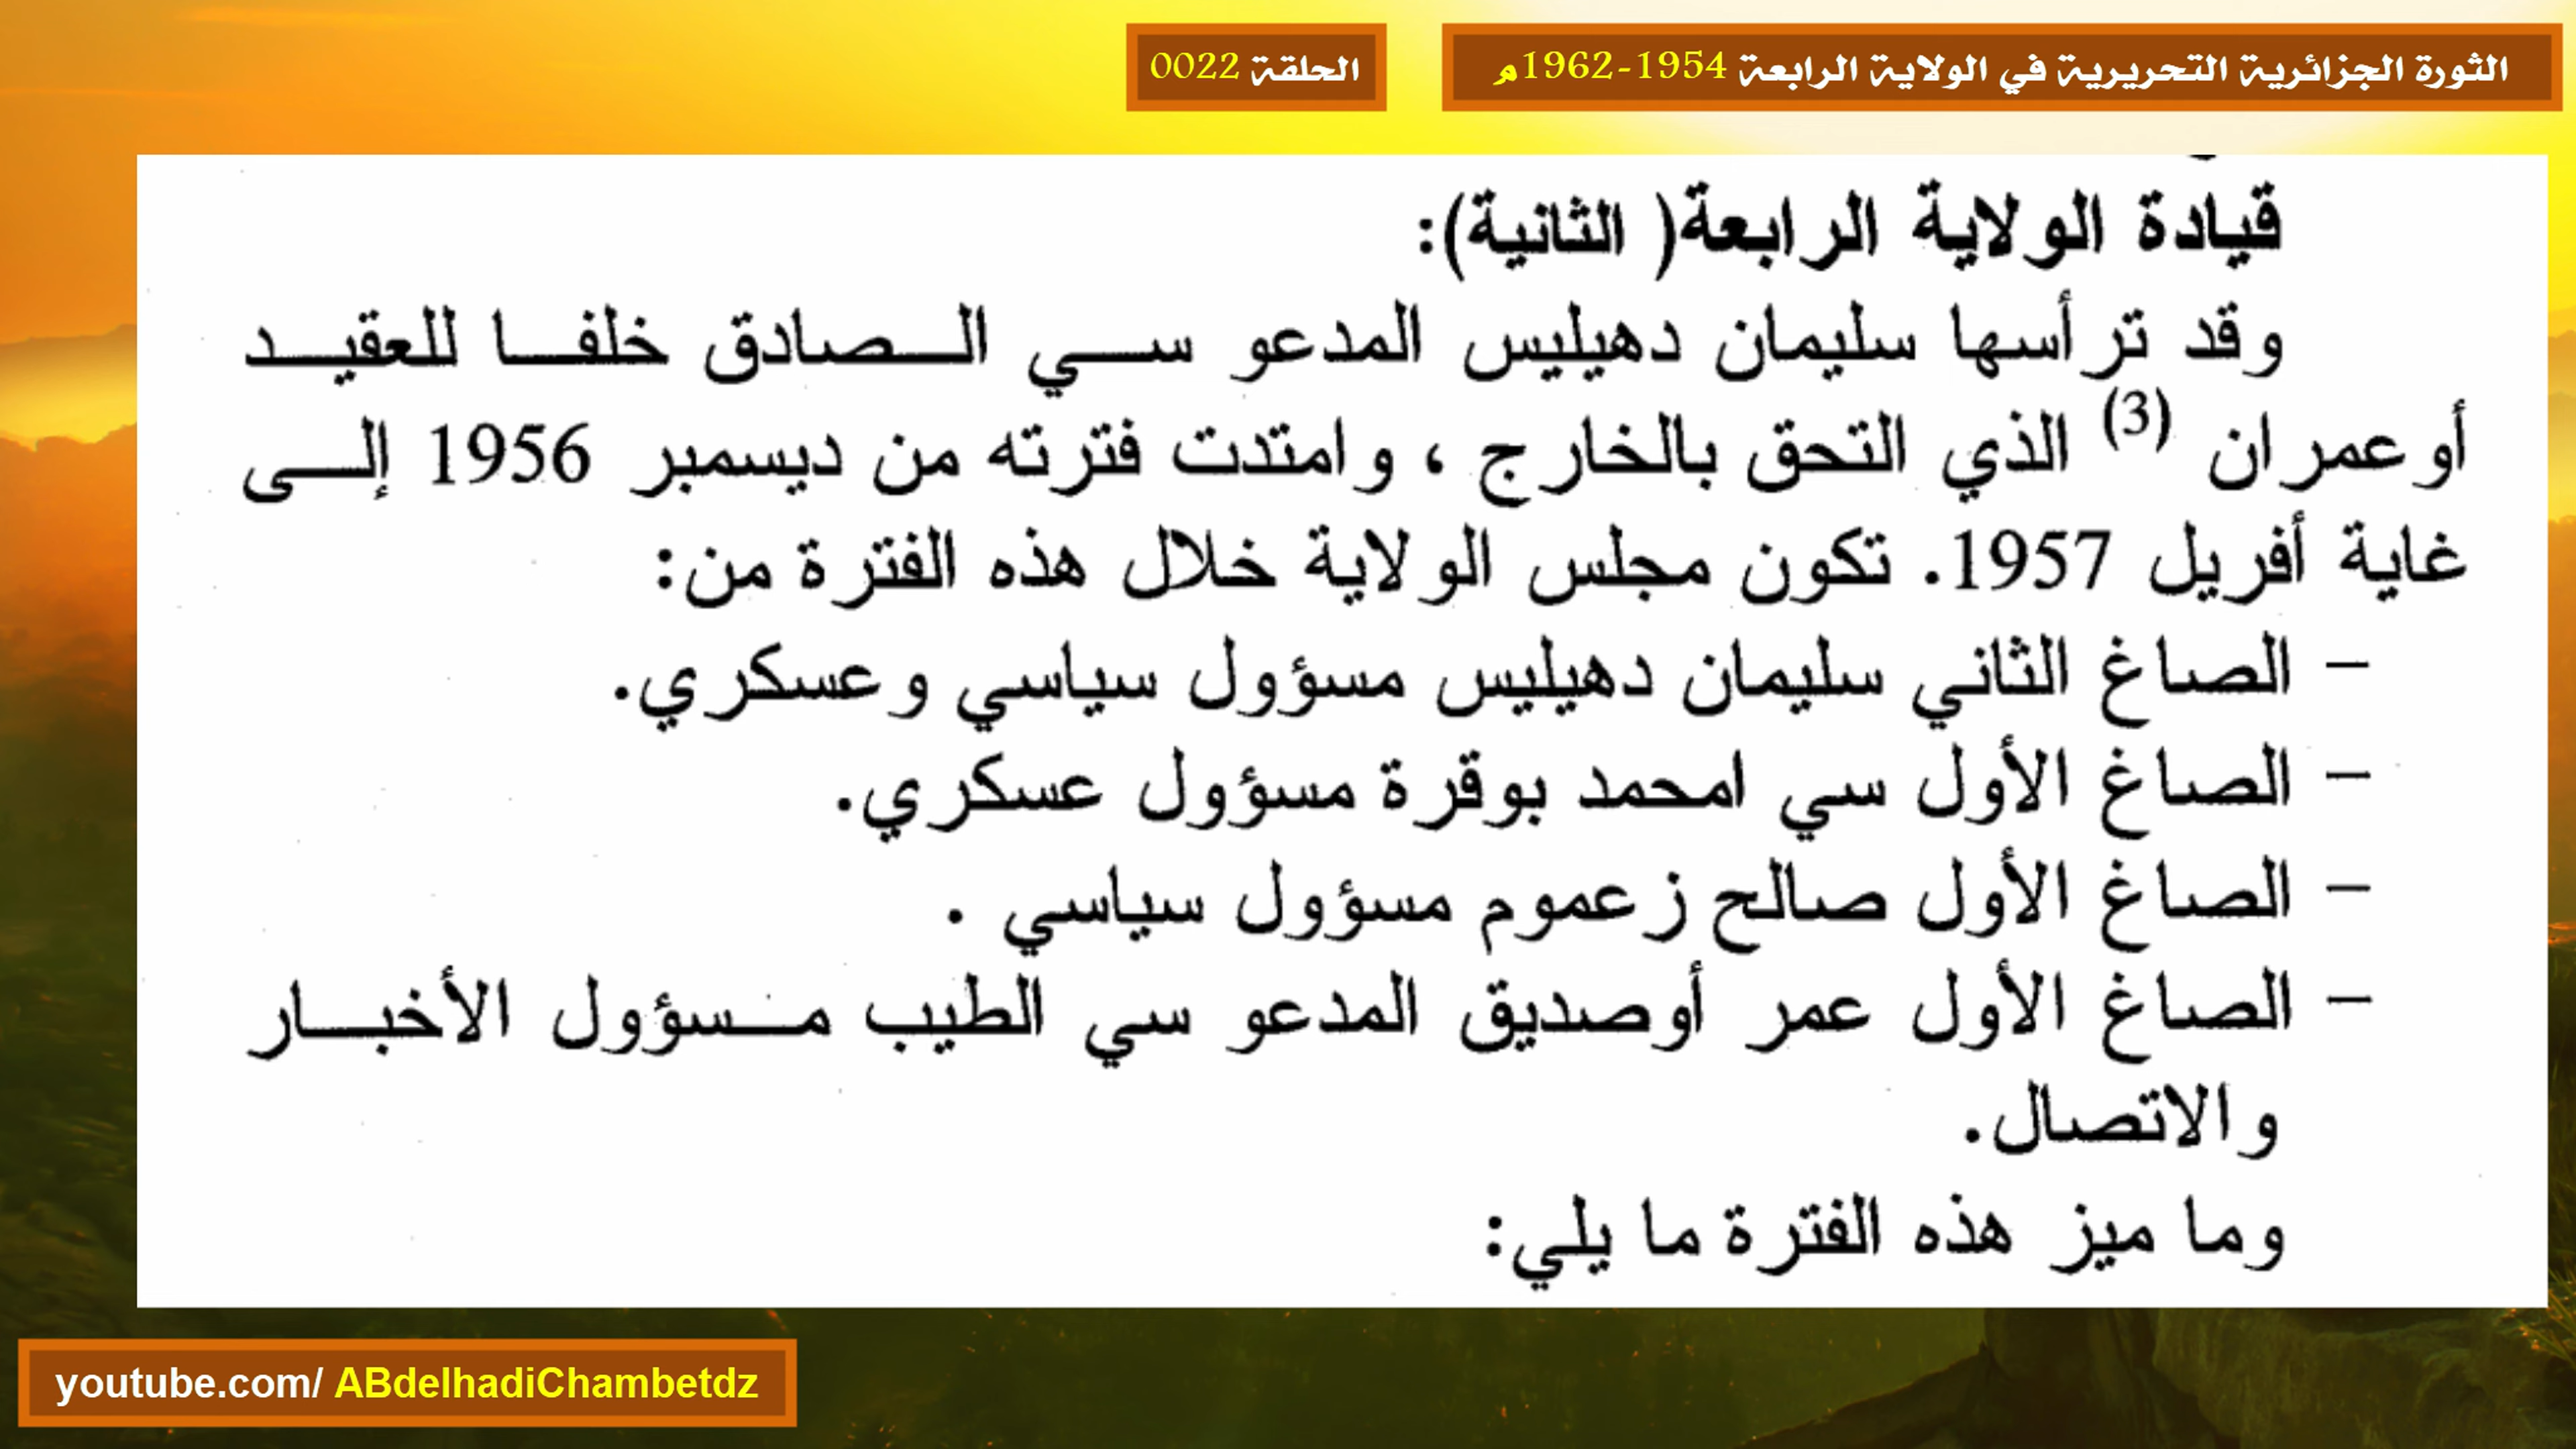 الثورة الجزائرية التحريرية في الولاية الرابعة 1954-1962م
الحلقة 0022
قيادة الولاية الرابعة( الثانية):
وقد ترأسها سليمان دهيليس المدعو سي الصادق خلفا للعقيد
أوعمران (3) الذي التحق بالخارج ، وامتدت فترته من ديسمبر 1956 إلى
غاية أفريل 1957. تكون مجلس الولاية خلال هذه الفترة من:
– الصاغ الثاني سليمان دهيليس مسؤول سياسي وعسكري.
– الصاغ الأول سي امحمد بوقرة مسؤول عسكري.
– الصاغ الأول صالح زعموم مسؤول سياسي .
– الصاغ الأول عمر أوصديق المدعو سي الطيب مسؤول الأخبار
والاتصال.
وما ميز هذه الفترة ما يلي:
youtube.com/ ABdelhadiChambetdz